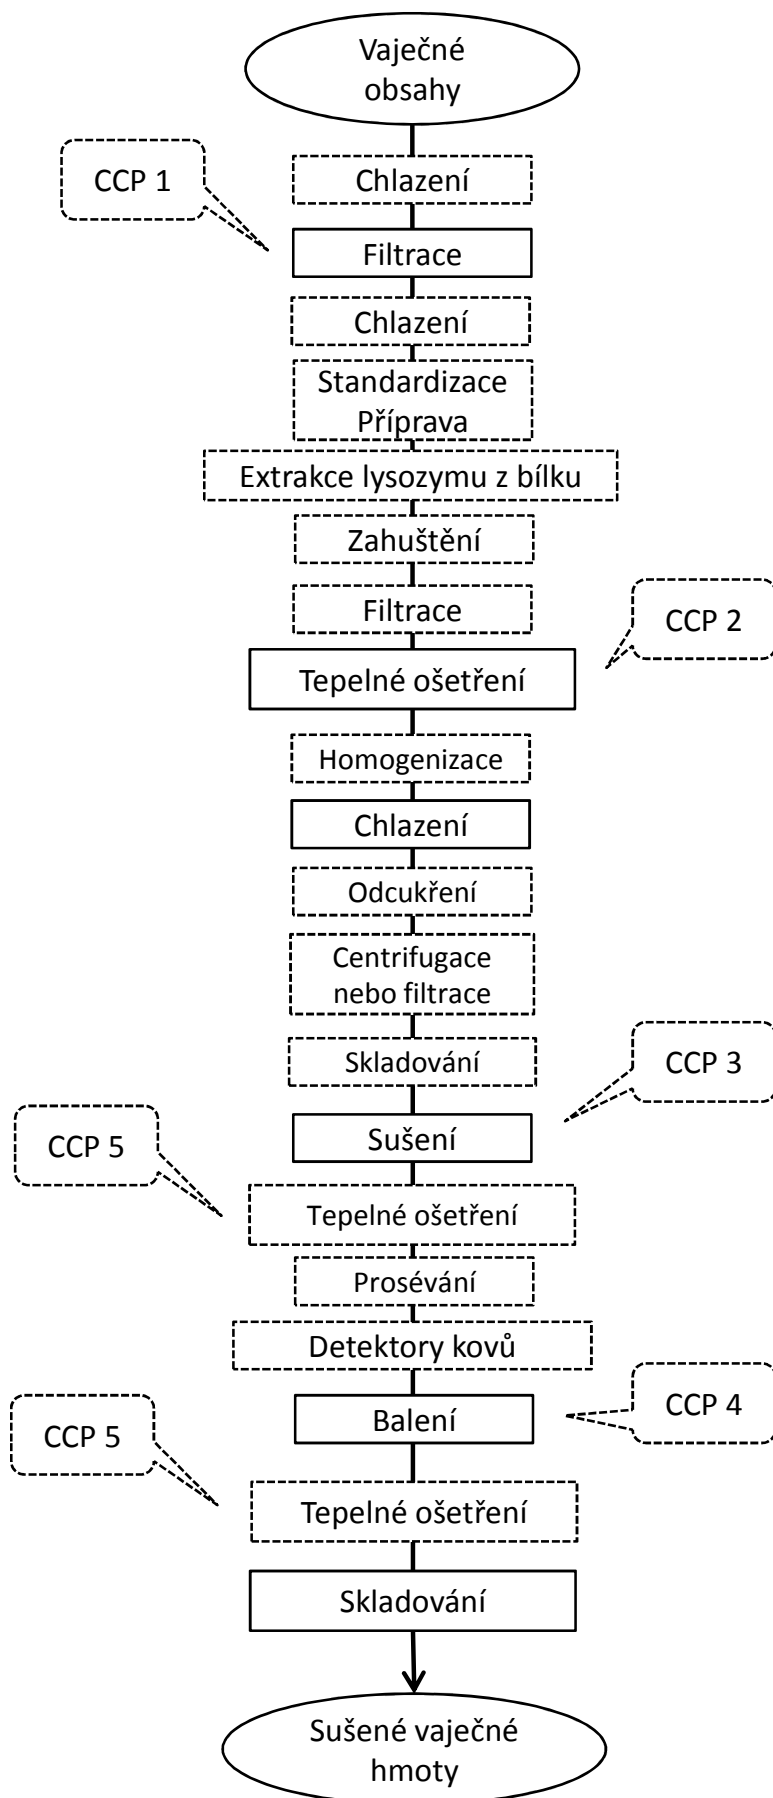 Vaječné
obsahy
CCP 1
Chlazení
Filtrace
Chlazení
Standardizace
Příprava
Extrakce lysozymu z bílku
Zahuštění
Filtrace
CCP 2
Tepelné ošetření
Homogenizace
Chlazení
Odcukření
Centrifugace
nebo filtrace
Skladování
CCP 3
Sušení
CCP 5
Tepelné ošetření
Prosévání
Detektory kovů
Balení
CCP 4
CCP 5
Tepelné ošetření
Skladování
Sušené vaječné
hmoty